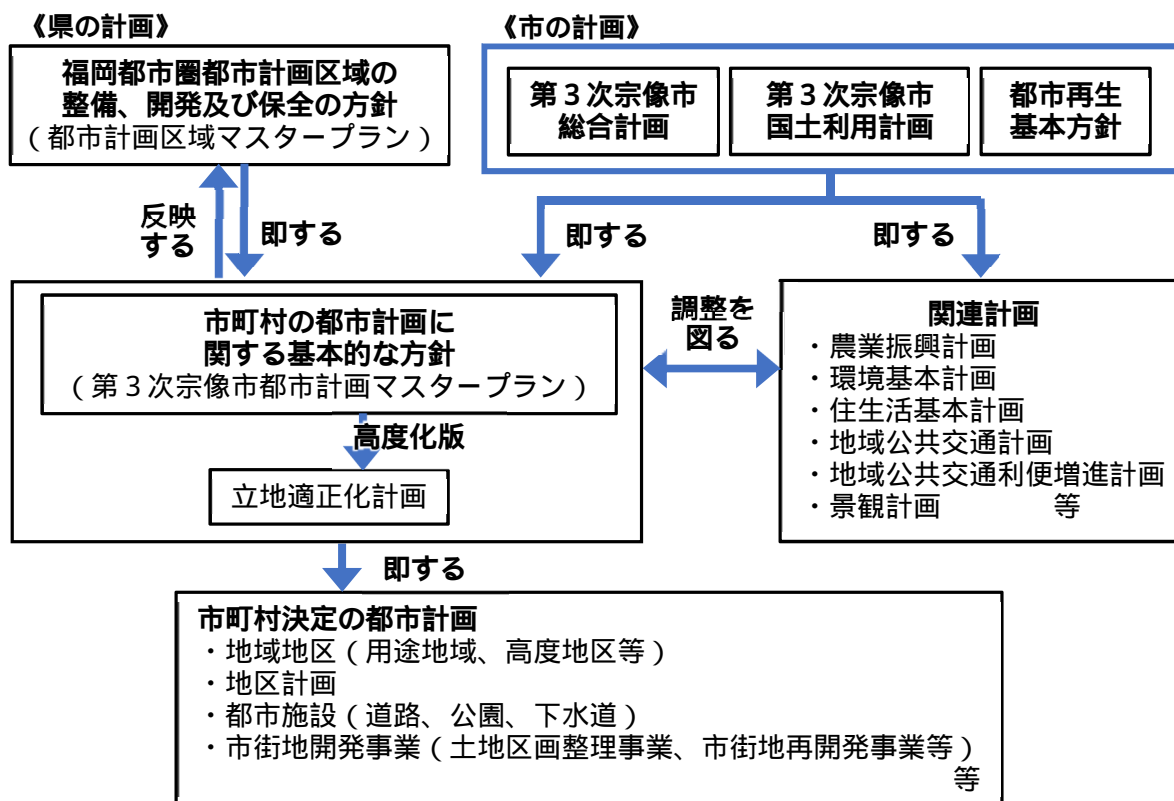 《県の計画》
福岡都市圏都市計画区域の
整備、開発及び保全の方針
（都市計画区域マスタープラン）
《市の計画》
第３次宗像市
総合計画
第３次宗像市
国土利用計画
都市再生
基本方針
反映
する
即する
即する
即する
市町村の都市計画に
関する基本的な方針
（第３次宗像市都市計画マスタープラン）
高度化版
立地適正化計画
調整を
図る
関連計画
・農業振興計画
・環境基本計画
・住生活基本計画
・地域公共交通計画
・地域公共交通利便増進計画
・景観計画　　　　等
即する
市町村決定の都市計画
・地域地区（用途地域、高度地区等）
・地区計画
・都市施設（道路、公園、下水道）
・市街地開発事業（土地区画整理事業、市街地再開発事業等）
等